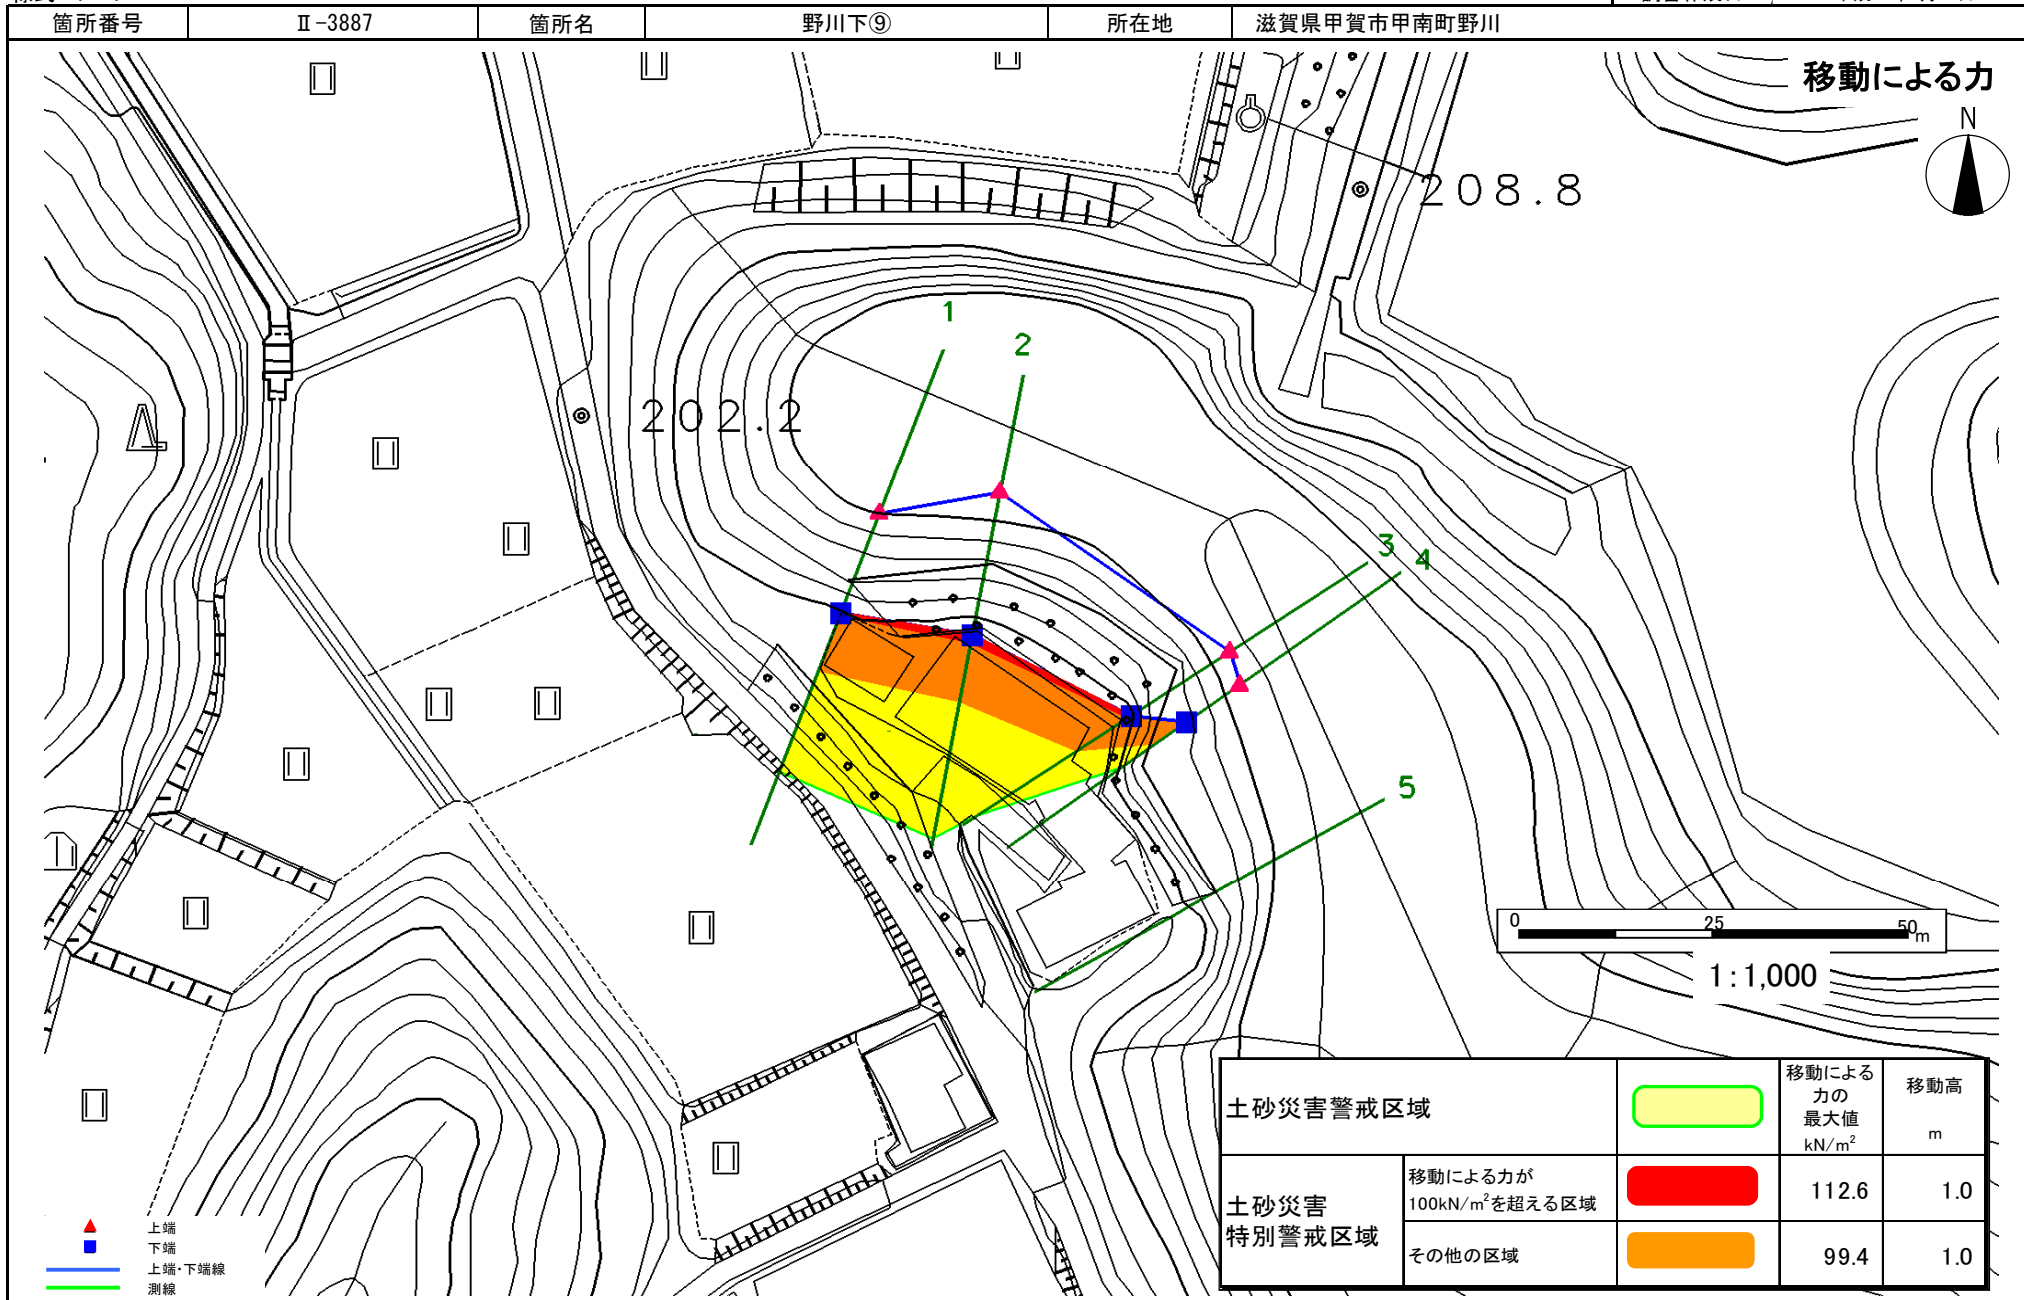 箇所番号 Ⅱ-3887 箇所名 野川下⑨ 所在地 滋賀県甲賀市甲南町野川
移動による力
N
208.8
1
2
202.2
3
4
5
0 25 50 m
1:1,000
土砂災害警戒区域
移動による
力の
最大値
kN/m²
移動高
m
土砂災害
特別警戒区域
移動による力が
100kN/m²を超える区域
112.6 1.0
その他の区域
99.4 1.0
上端
下端
上端・下端線
測線